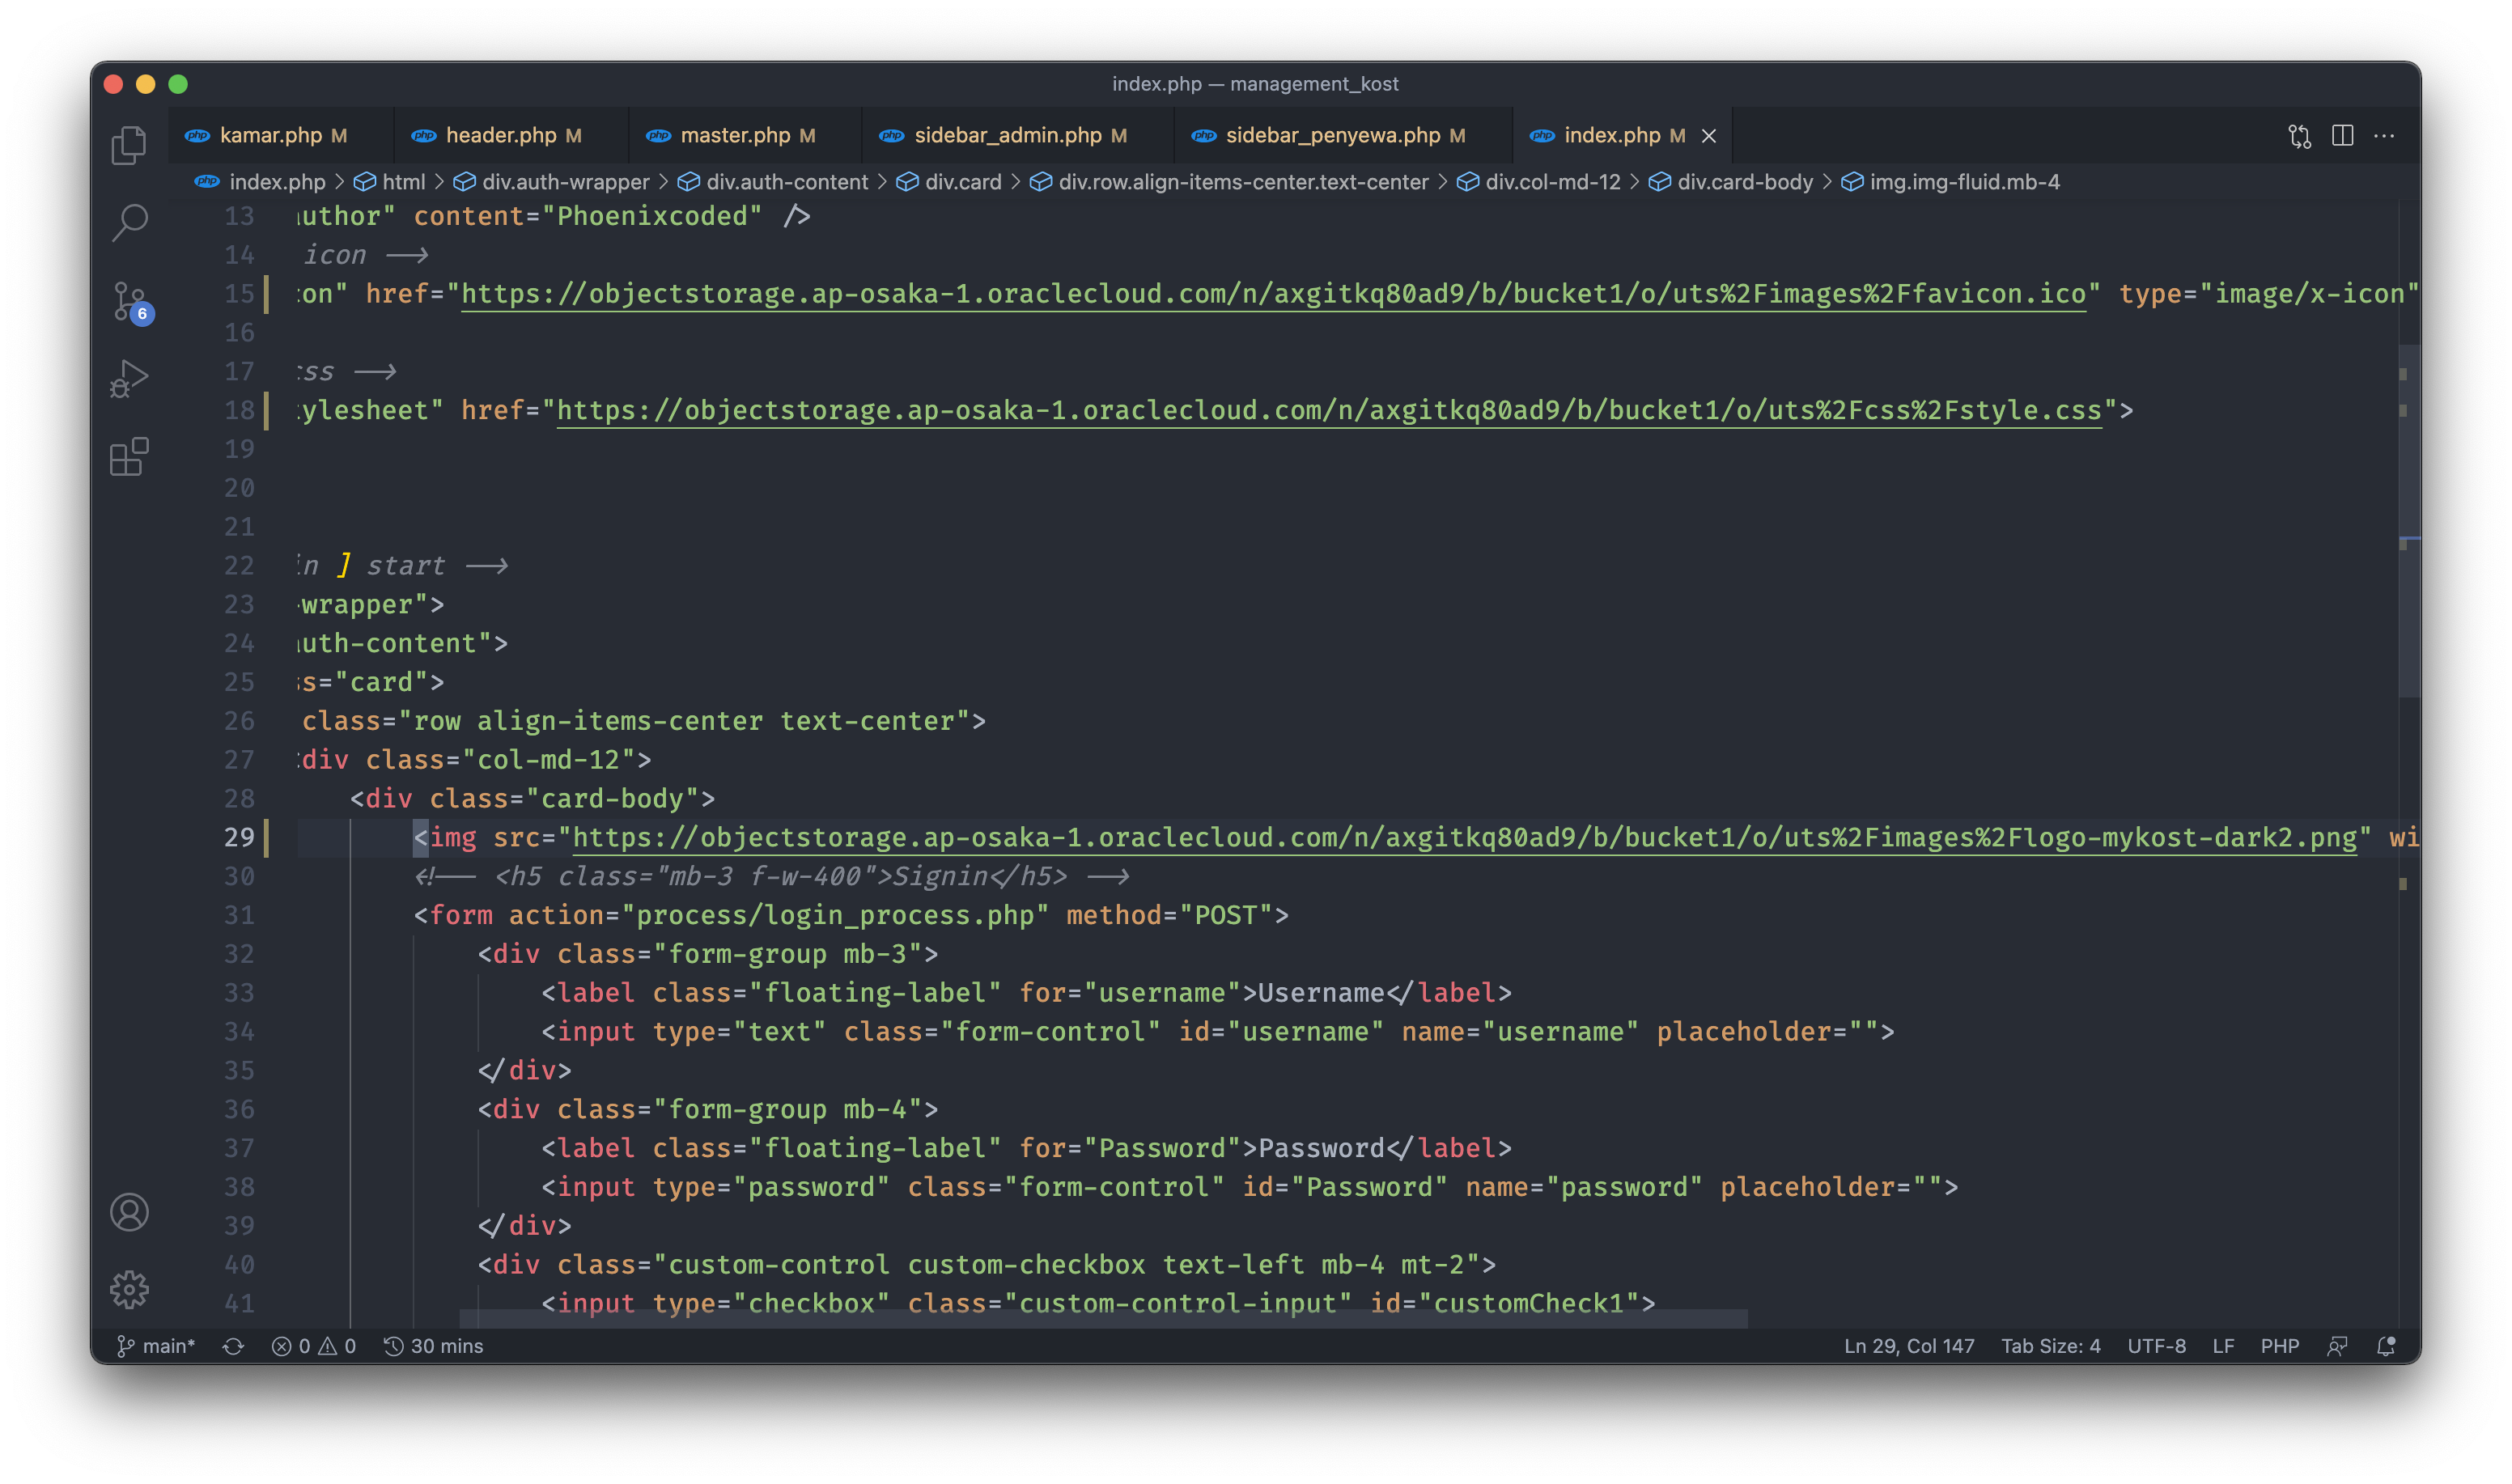 index.php — management_kost
kamar.php M header.php M master.php M sidebar_admin.php M sidebar_penyewa.php M index.php M
index.php > html > div.auth-wrapper > div.auth-content > div.card > div.row.align-items-center.text-center > div.col-md-12 > div.card-body > img.img-fluid.mb-4
13 uthor" content="Phoenixcoded" />
14 icon -->
15 con" href="https://objectstorage.ap-osaka-1.oraclecloud.com/n/axgitkq80ad9/b/bucket1/o/uts%2Fimages%2Ffavicon.ico" type="image/x-icon"
16
17 css -->
18 tylesheet" href="https://objectstorage.ap-osaka-1.oraclecloud.com/n/axgitkq80ad9/b/bucket1/o/uts%2Fcss%2Fstyle.css">
19
20
21
22 in ] start -->
23 -wrapper">
24 uth-content">
25 ss="card">
26 class="row align-items-center text-center">
27 div class="col-md-12">
28 <div class="card-body">
29 <img src="https://objectstorage.ap-osaka-1.oraclecloud.com/n/axgitkq80ad9/b/bucket1/o/uts%2Fimages%2Flogo-mykost-dark2.png" wi
30 <!-- <h5 class="mb-3 f-w-400">Signin</h5> -->
31 <form action="process/login_process.php" method="POST">
32 <div class="form-group mb-3">
33 <label class="floating-label" for="username">Username</label>
34 <input type="text" class="form-control" id="username" name="username" placeholder="">
35 </div>
36 <div class="form-group mb-4">
37 <label class="floating-label" for="Password">Password</label>
38 <input type="password" class="form-control" id="Password" name="password" placeholder="">
39 </div>
40 <div class="custom-control custom-checkbox text-left mb-4 mt-2">
41 <input type="checkbox" class="custom-control-input" id="customCheck1">
6
main* 0 0 30 mins Ln 29, Col 147 Tab Size: 4 UTF-8 LF PHP